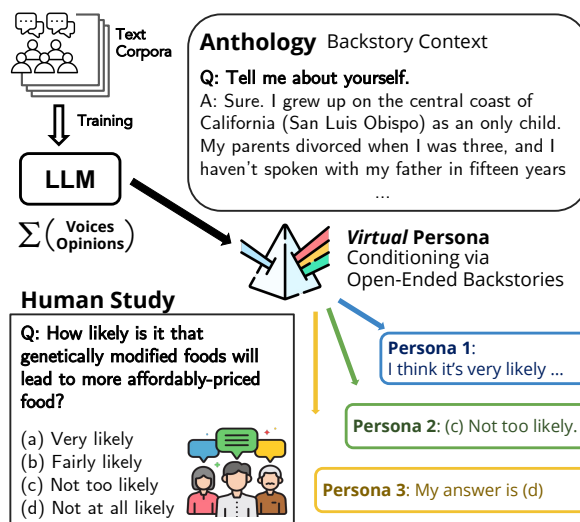 Text
Corpora
Training
LLM
∑(Voices
Opinions)
Anthology Backstory Context
Q: Tell me about yourself.
A: Sure. I grew up on the central coast of
California (San Luis Obispo) as an only child.
My parents divorced when I was three, and I
haven't spoken with my father in fifteen years
...
Virtual Persona
Conditioning via
Open-Ended Backstories
Human Study
Q: How likely is it that
genetically modified foods will
lead to more affordably-priced
food?
(a) Very likely
(b) Fairly likely
(c) Not too likely
(d) Not at all likely
Persona 1:
I think it's very likely ...
Persona 2: (c) Not too likely.
Persona 3: My answer is (d)